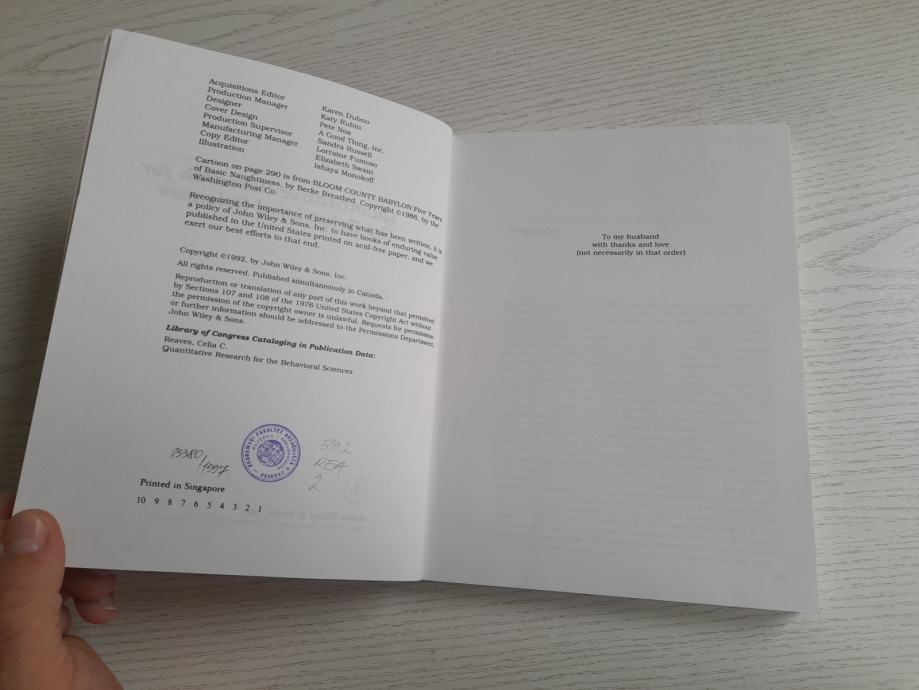 Acquisitions Editor Karen Dubno
Production Manager Katy Rubin
Designer Pete Noa
Cover Design A Good Thing, Inc.
Production Supervisor Sandra Russell
Manufacturing Manager Lorraine Fumoso
Copy Editor Elizabeth Swain
Illustration Ishaya Monokoff
Cartoon on page 290 is from BLOOM COUNTY BABYLON:Five Years
of Basic Naughtiness, by Berke Breathed. Copyright ©1986, by the
Washington Post Co.
Recognizing the importance of preserving what has been written, it is
a policy of John Wiley & Sons, Inc. to have books of enduring value
published in the United States printed on acid-free paper, and we
exert our best efforts to that end.
Copyright ©1992, by John Wiley & Sons, Inc.
All rights reserved. Published simultaneously in Canada.
Reproduction or translation of any part of this work beyond that permitted
by Sections 107 and 108 of the 1976 United States Copyright Act without
the permission of the copyright owner is unlawful. Requests for permission
or further information should be addressed to the Permissions Department,
John Wiley & Sons.
Library of Congress Cataloging in Publication Data:
Reaves, Celia C.
Quantitative Research for the Behavioral Sciences
13380/1997.
519.2
REA
2
Printed in Singapore
10 9 8 7 6 5 4 3 2 1
To my husband
with thanks and love
(not necessarily in that order)